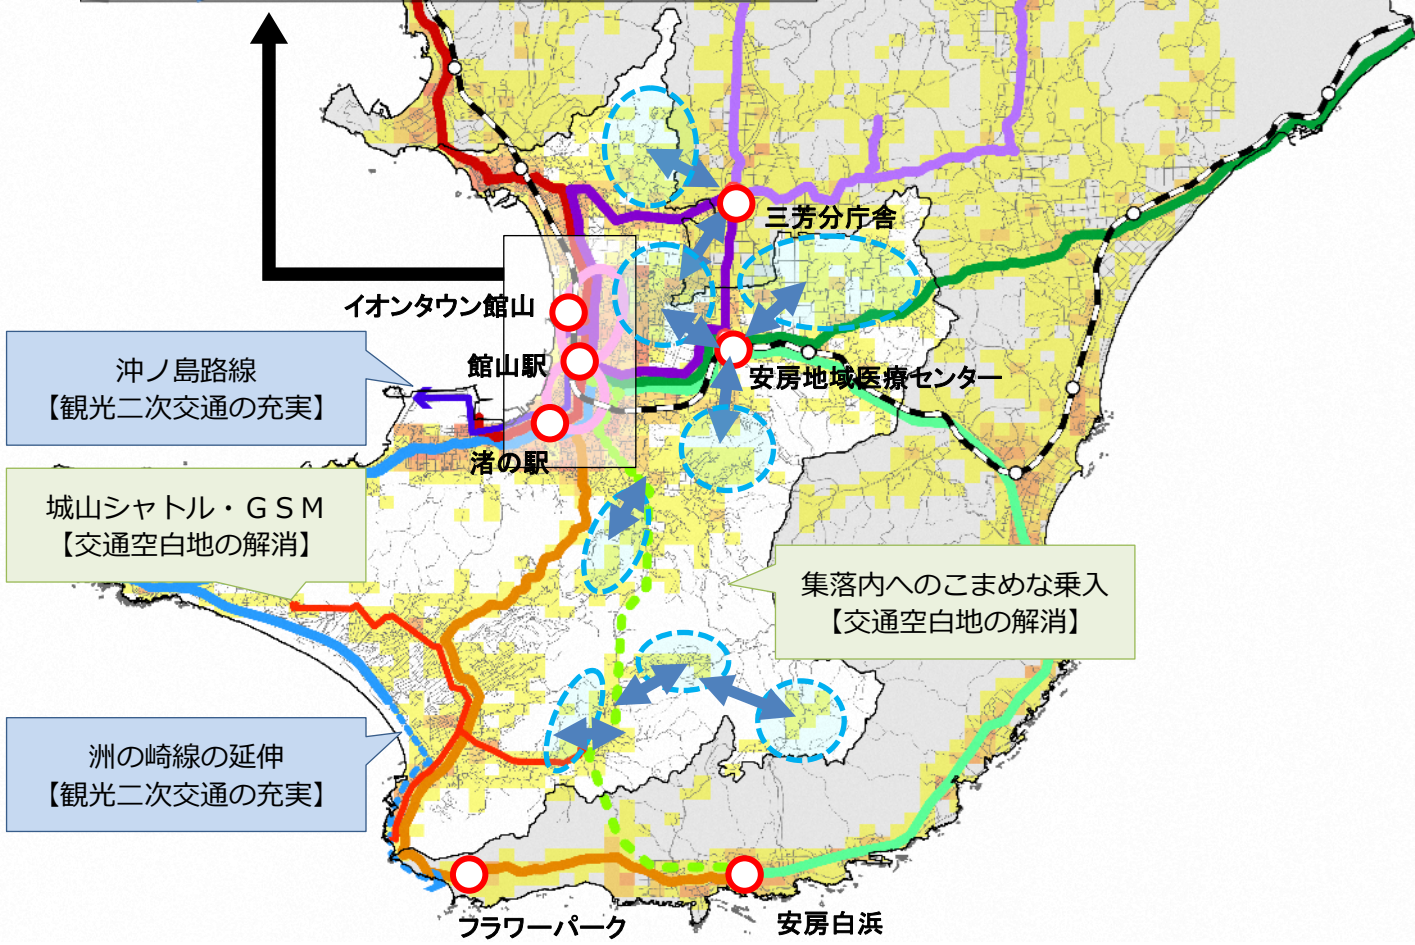 三芳分庁舎
イオンタウン館山
館山駅
安房地域医療センター
渚の駅
沖ノ島路線
【観光二次交通の充実】
城山シャトル・ＧＳＭ
【交通空白地の解消】
集落内へのこまめな乗入
【交通空白地の解消】
洲の崎線の延伸
【観光二次交通の充実】
フラワーパーク
安房白浜